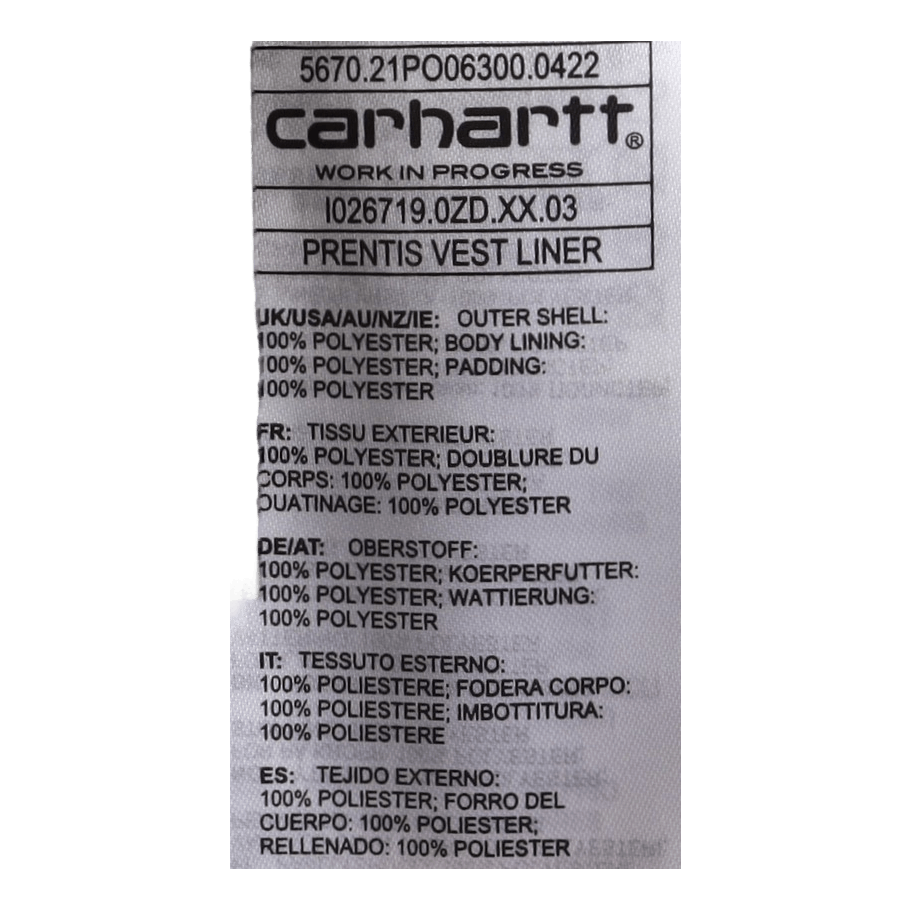 5670.21PO06300.0422
carhartt®
WORK IN PROGRESS
I026719.0ZD.XX.03
PRENTIS VEST LINER
UK/USA/AU/NZ/IE: OUTER SHELL:
100% POLYESTER; BODY LINING:
100% POLYESTER; PADDING:
100% POLYESTER
FR: TISSU EXTERIEUR:
100% POLYESTER; DOUBLURE DU
CORPS: 100% POLYESTER;
OUATINAGE: 100% POLYESTER
DE/AT: OBERSTOFF:
100% POLYESTER; KOERPERFUTTER:
100% POLYESTER; WATTIERUNG:
100% POLYESTER
IT: TESSUTO ESTERNO:
100% POLIESTERE; FODERA CORPO:
100% POLIESTERE; IMBOTTITURA:
100% POLIESTERE
ES: TEJIDO EXTERNO:
100% POLIESTER; FORRO DEL
CUERPO: 100% POLIESTER;
RELLENADO: 100% POLIESTER